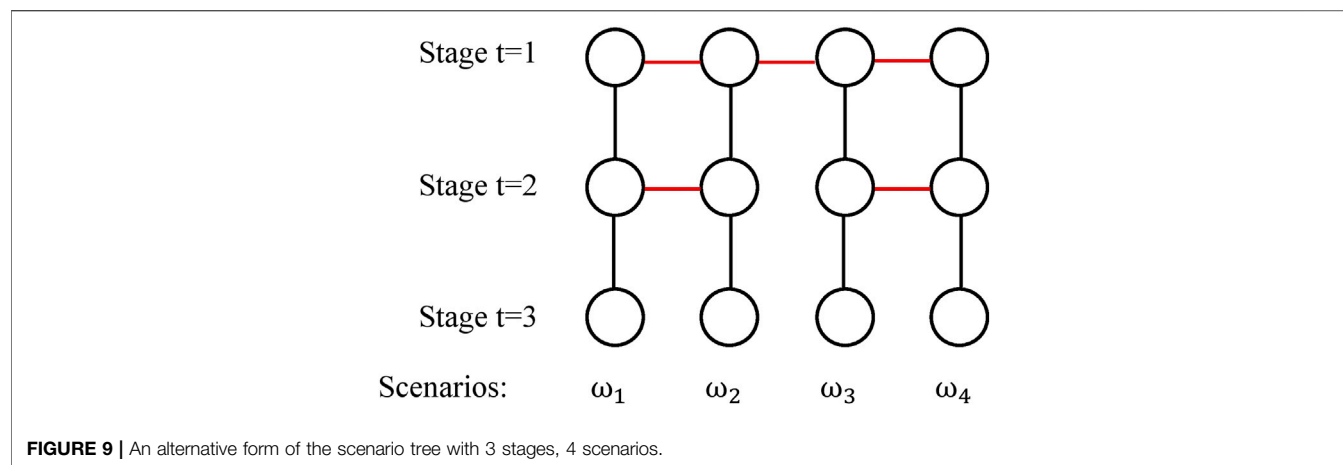 Stage t=1
Stage t=2
Stage t=3
Scenarios: ω₁ ω₂ ω₃ ω₄
FIGURE 9 | An alternative form of the scenario tree with 3 stages, 4 scenarios.